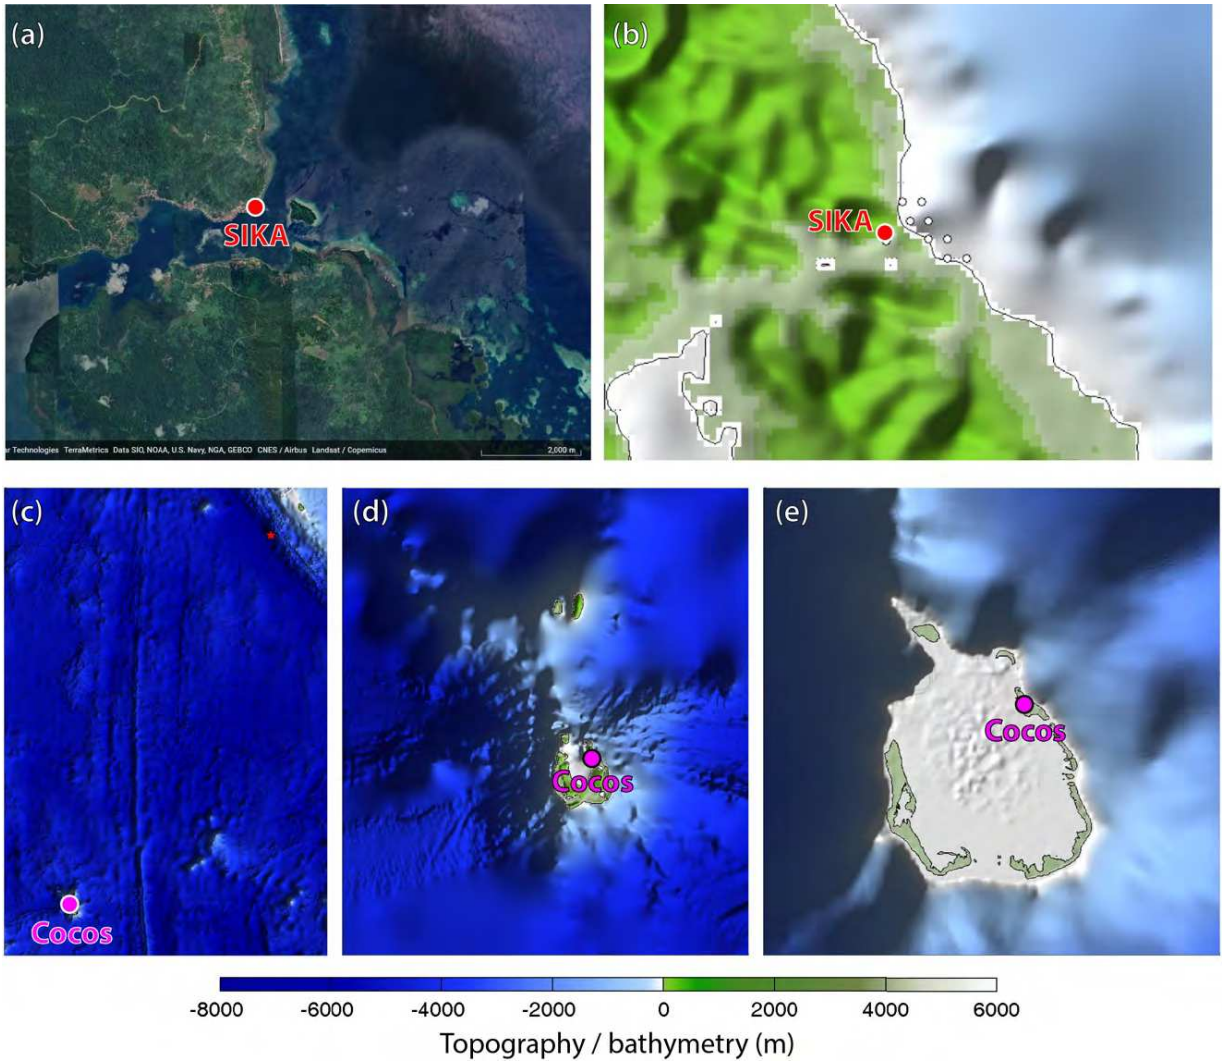 (a)
SIKA
ar Technologies TerraMetrics Data SIO, NOAA, U.S. Navy, NGA, GEBCO CNES / Airbus Landsat / Copernicus
2,000 m
(b)
SIKA
(c)
Cocos
(d)
Cocos
(e)
Cocos
-8000 -6000 -4000 -2000 0 2000 4000 6000
Topography / bathymetry (m)